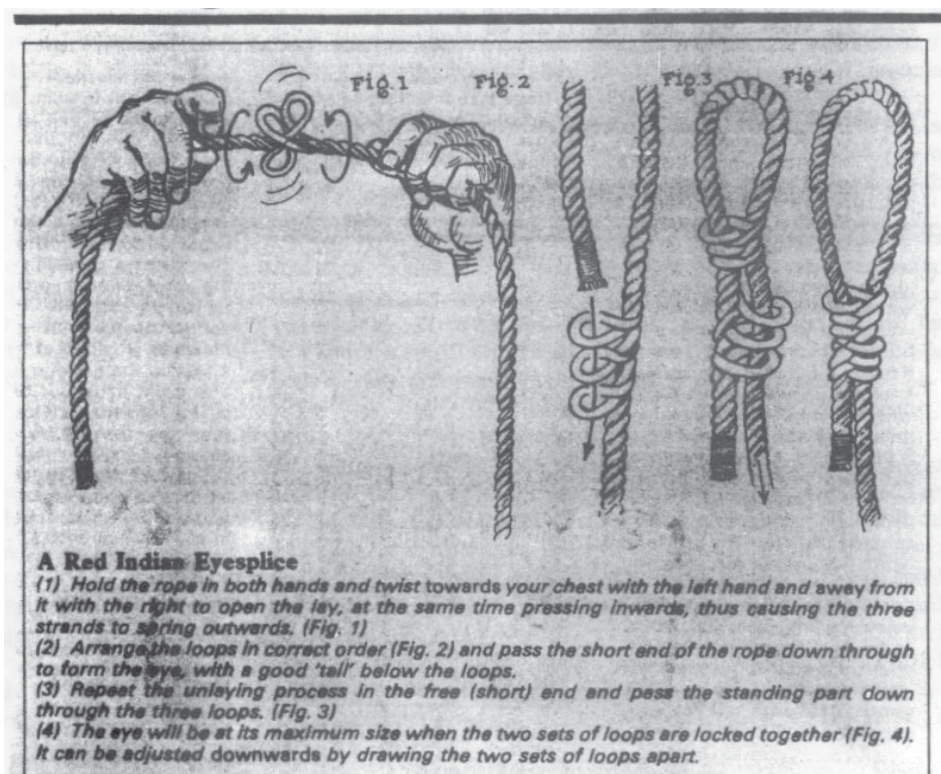 Fig. 1 Fig. 2 Fig. 3 Fig 4
A Red Indian Eyesplice
(1) Hold the rope in both hands and twist towards your chest with the left hand and away from
it with the right to open the lay, at the same time pressing inwards, thus causing the three
strands to spring outwards. (Fig. 1)
(2) Arrange the loops in correct order (Fig. 2) and pass the short end of the rope down through
to form the eye, with a good 'tail' below the loops.
(3) Repeat the unlaying process in the free (short) end and pass the standing part down
through the three loops. (Fig. 3)
(4) The eye will be at its maximum size when the two sets of loops are locked together (Fig. 4).
It can be adjusted downwards by drawing the two sets of loops apart.